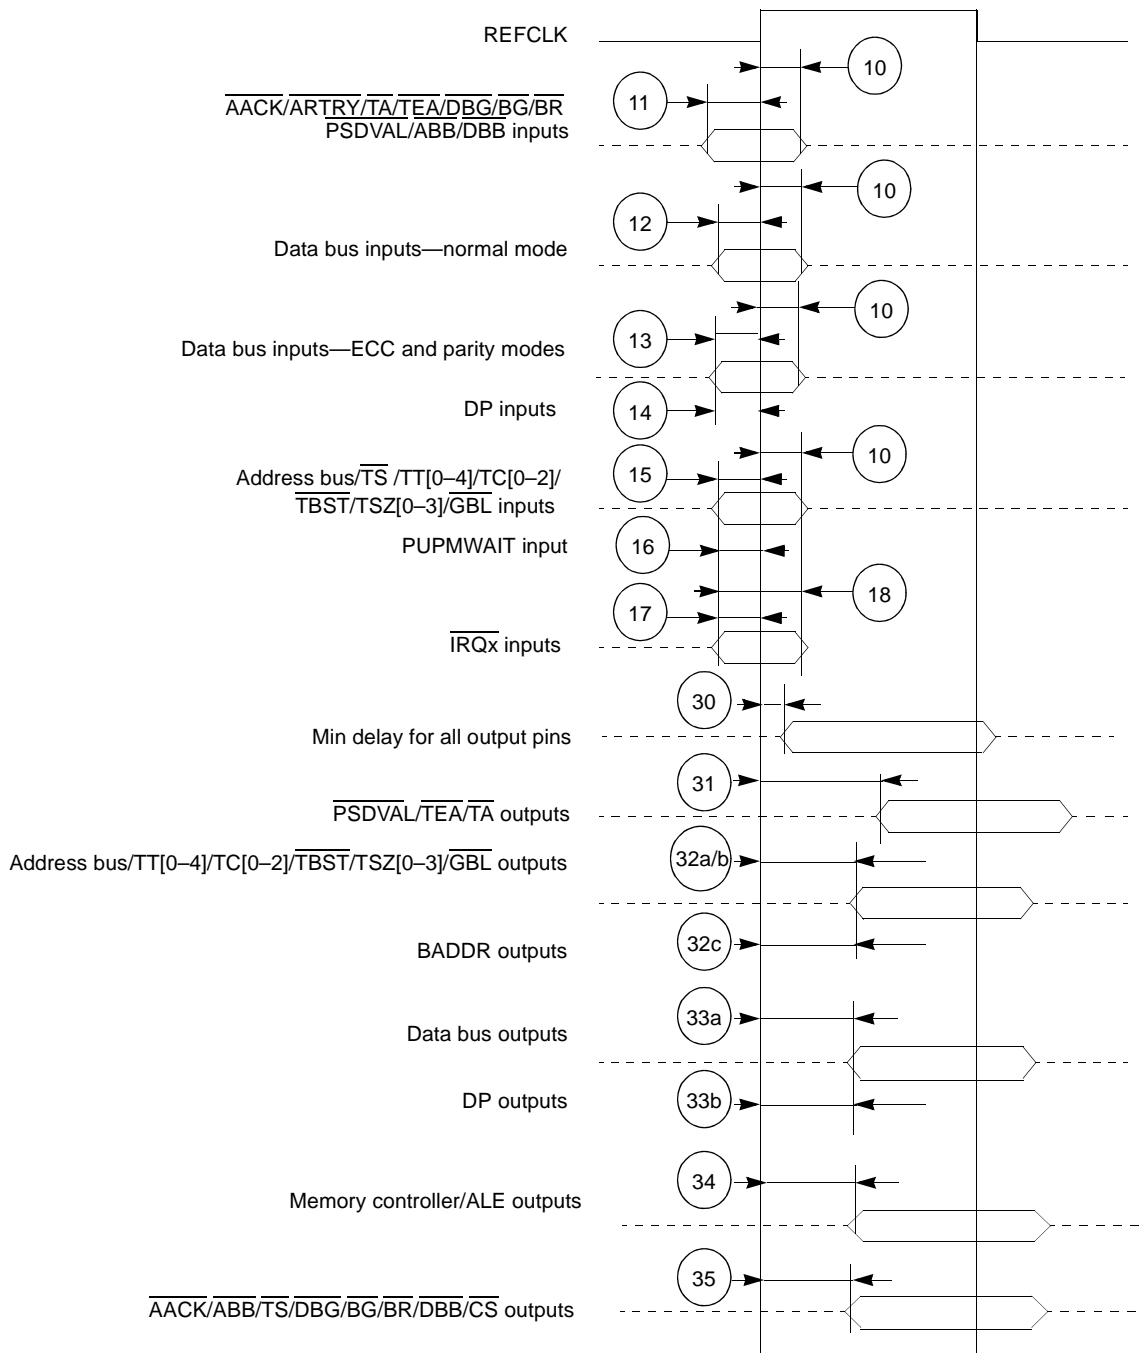 REFCLK
10
11
AACK/ARTRY/TA/TEA/DBG/BG/BR
PSDVAL/ABB/DBB inputs
10
12
Data bus inputs—normal mode
10
13
Data bus inputs—ECC and parity modes
DP inputs
14
10
15
Address bus/TS /TT[0–4]/TC[0–2]/
TBST/TSZ[0–3]/GBL inputs
PUPMWAIT input
16
18
17
IRQx inputs
30
Min delay for all output pins
31
PSDVAL/TEA/TA outputs
32a/b
Address bus/TT[0–4]/TC[0–2]/TBST/TSZ[0–3]/GBL outputs
32c
BADDR outputs
33a
Data bus outputs
DP outputs
33b
34
Memory controller/ALE outputs
35
AACK/ABB/TS/DBG/BG/BR/DBB/CS outputs